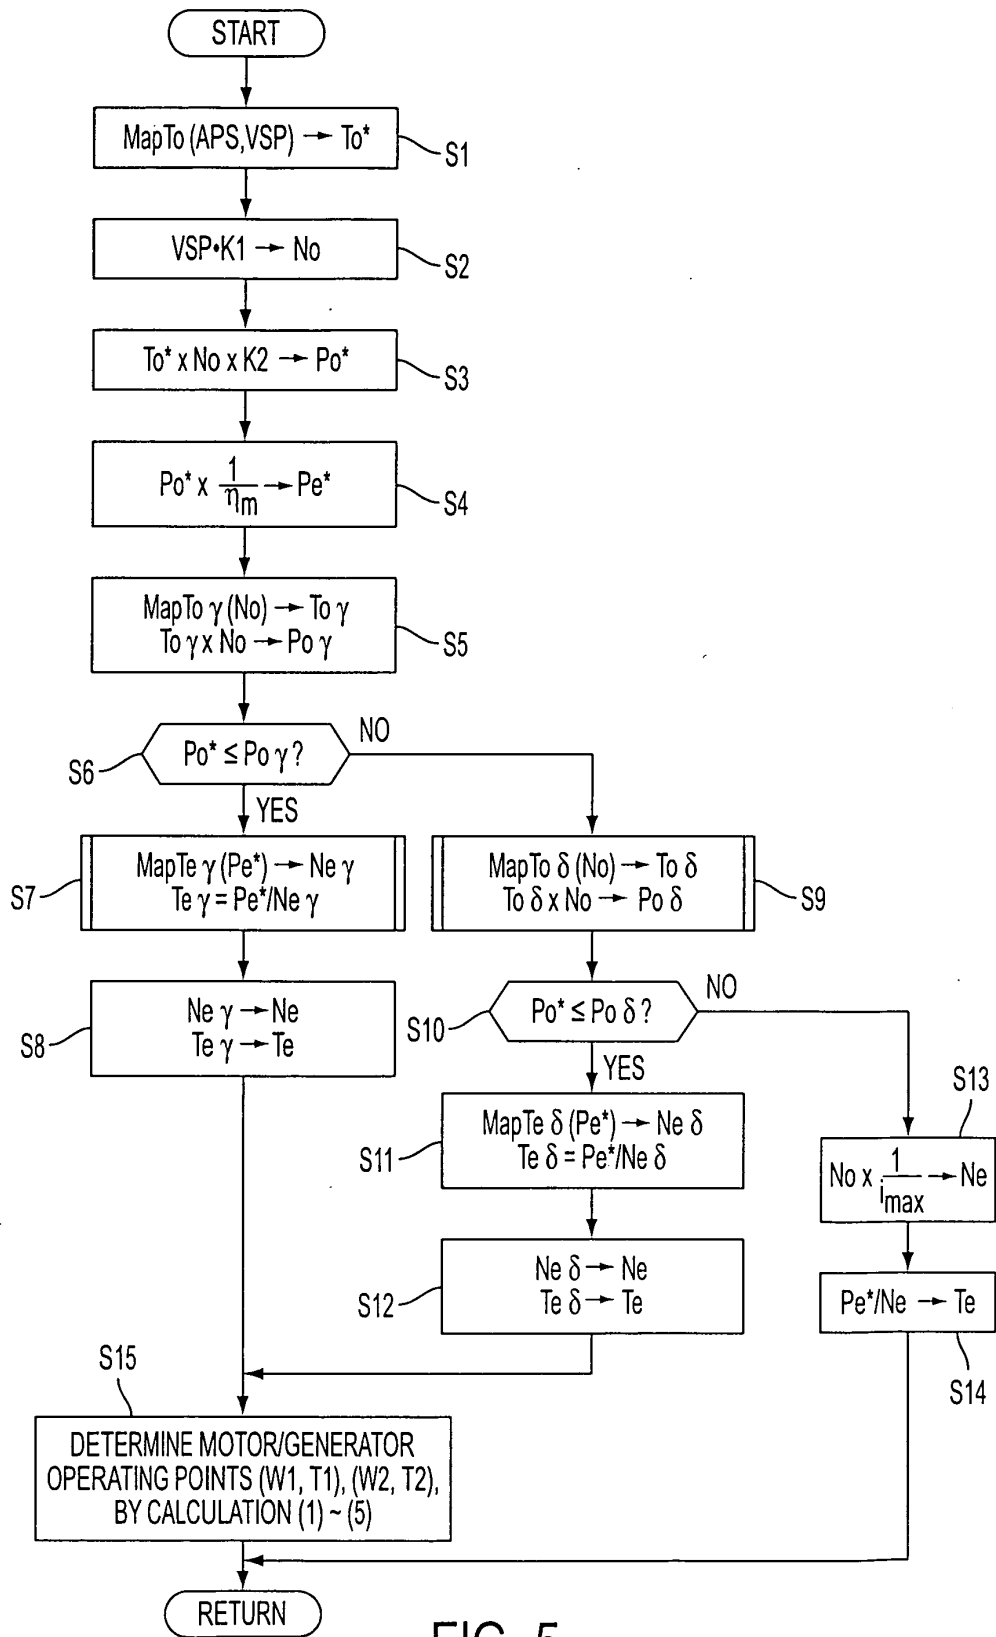 START
MapTo (APS,VSP) → To*
S1
VSP•K1 → No
S2
To* x No x K2 → Po*
S3
Po* x 1/ηm → Pe*
S4
MapTo γ (No) → To γ
To γ x No → Po γ
S5
Po* ≤ Po γ ?
NO
S6
YES
MapTe γ (Pe*) → Ne γ
Te γ = Pe*/Ne γ
S7
MapTo δ (No) → To δ
To δ x No → Po δ
S9
Ne γ → Ne
Te γ → Te
S8
Po* ≤ Po δ ?
NO
S10
YES
S13
MapTe δ (Pe*) → Ne δ
Te δ = Pe*/Ne δ
S11
No x 1/imax → Ne
Ne δ → Ne
Te δ → Te
S12
Pe*/Ne → Te
S14
S15
DETERMINE MOTOR/GENERATOR
OPERATING POINTS (W1, T1), (W2, T2),
BY CALCULATION (1) ~ (5)
RETURN
FIG. 5